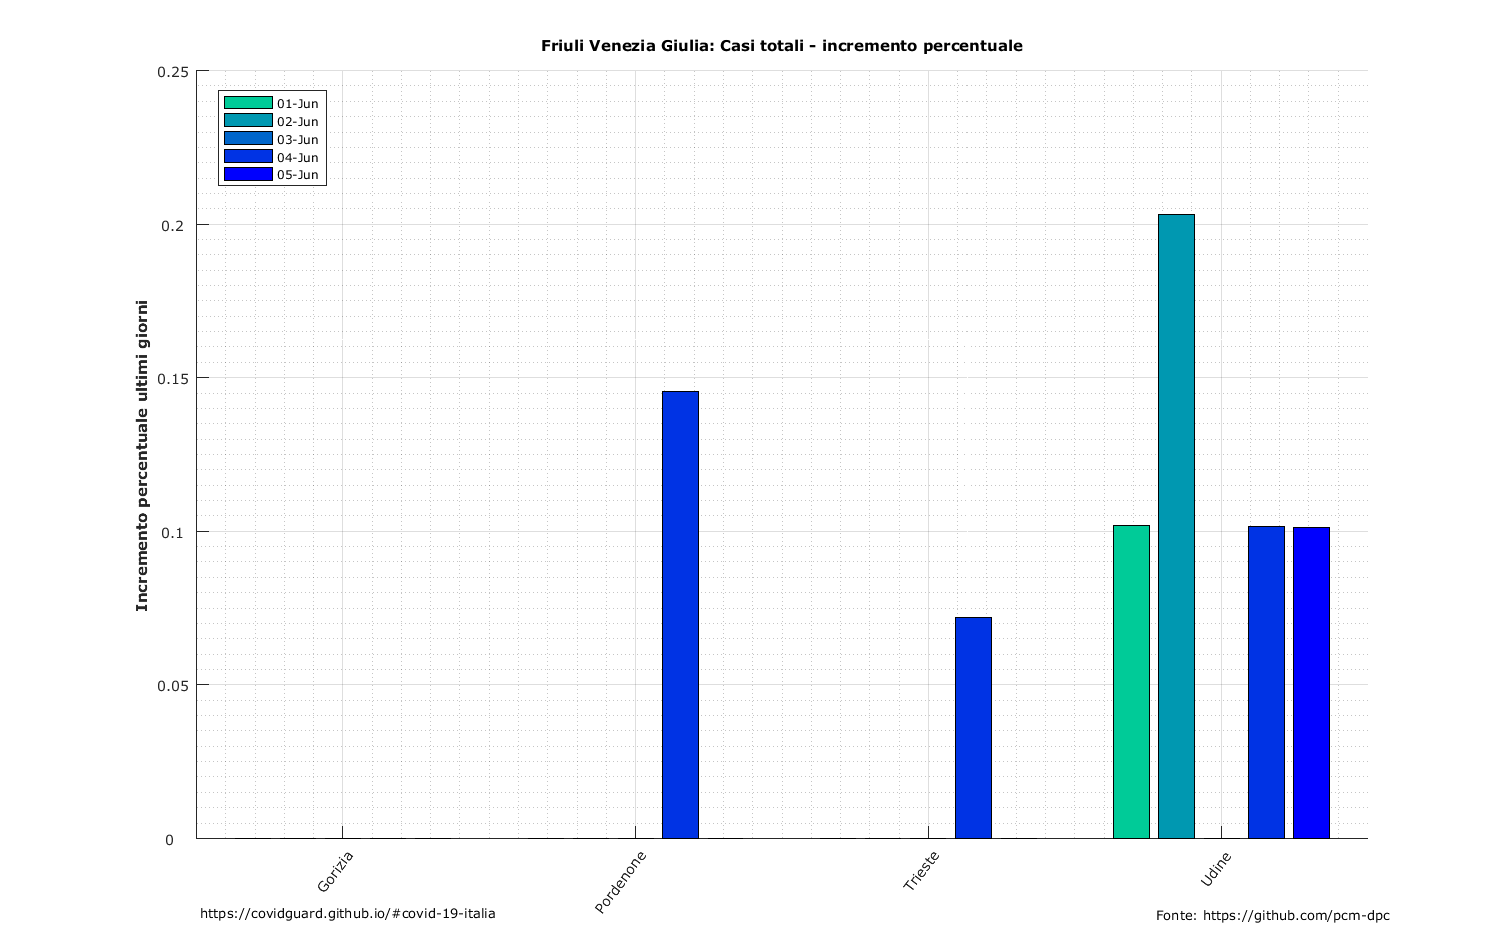 Friuli Venezia Giulia: Casi totali - incremento percentuale
Incremento percentuale ultimi giorni
0.25
0.2
0.15
0.1
0.05
0
01-Jun
02-Jun
03-Jun
04-Jun
05-Jun
Gorizia
Pordenone
Trieste
Udine
https://covidguard.github.io/#covid-19-italia
Fonte: https://github.com/pcm-dpc